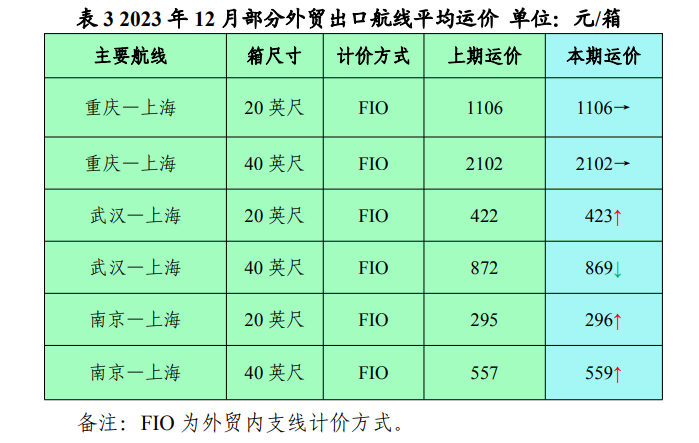 表 3 2023 年 12 月部分外贸出口航线平均运价 单位：元/箱
主要航线 箱尺寸 计价方式 上期运价 本期运价
重庆—上海 20 英尺 FIO 1106 1106→
重庆—上海 40 英尺 FIO 2102 2102→
武汉—上海 20 英尺 FIO 422 423↑
武汉—上海 40 英尺 FIO 872 869↓
南京—上海 20 英尺 FIO 295 296↑
南京—上海 40 英尺 FIO 557 559↑
备注：FIO 为外贸内支线计价方式。